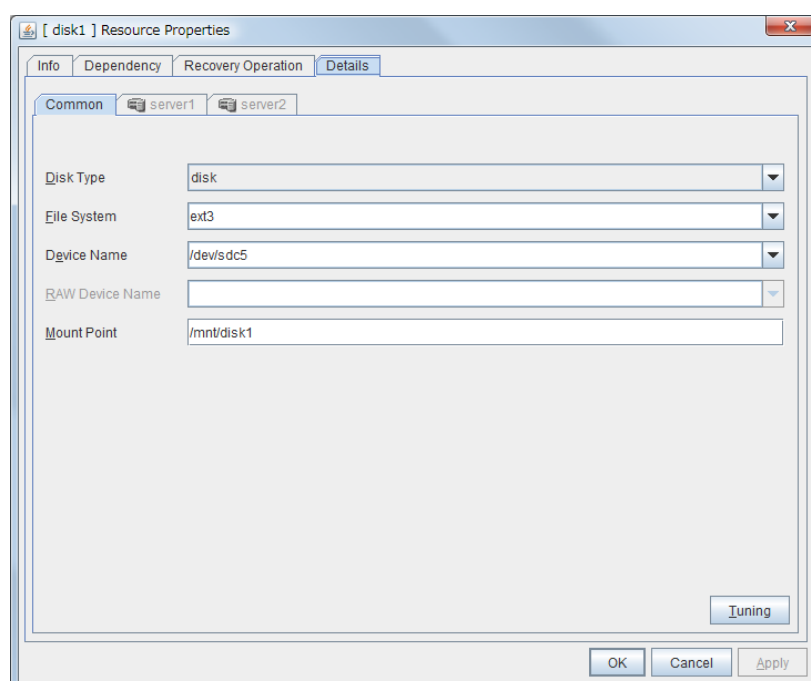 [ disk1 ] Resource Properties
Info Dependency Recovery Operation Details
Common server1 server2
Disk Type disk
File System ext3
Device Name /dev/sdc5
RAW Device Name
Mount Point /mnt/disk1
Tuning
OK Cancel Apply